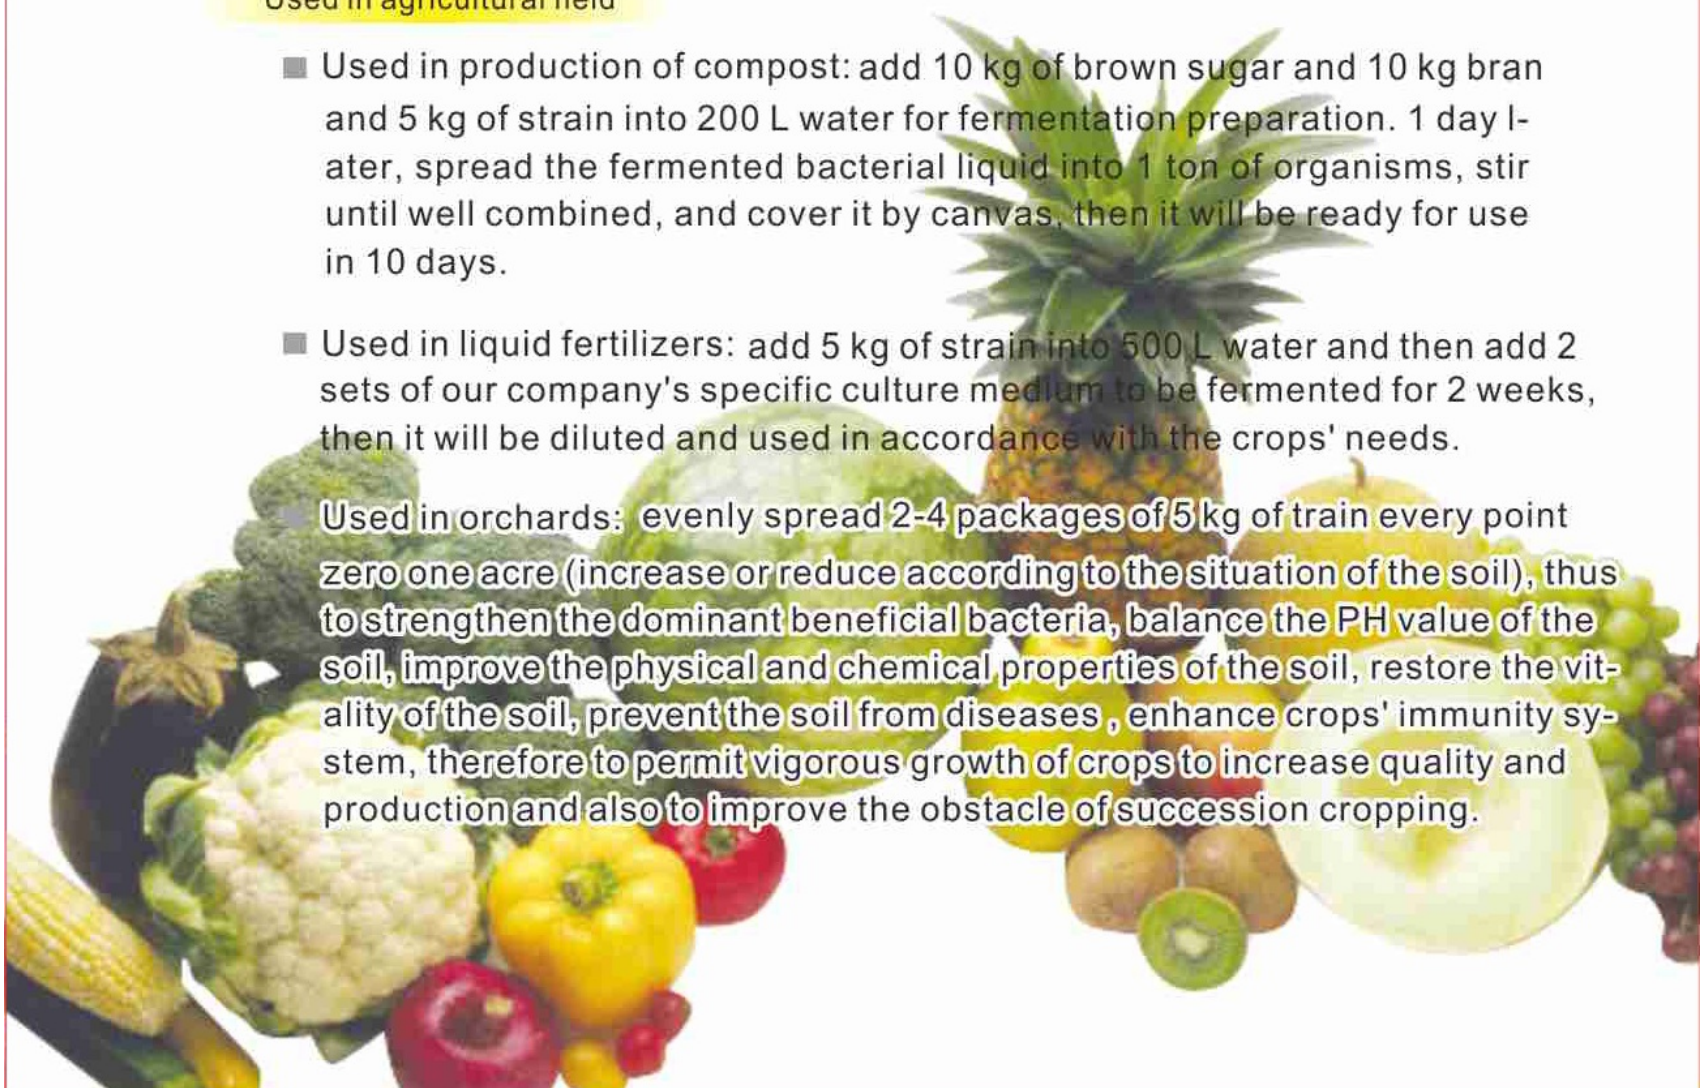 Used in agricultural field
Used in production of compost: add 10 kg of brown sugar and 10 kg bran
and 5 kg of strain into 200 L water for fermentation preparation. 1 day l-
ater, spread the fermented bacterial liquid into 1 ton of organisms, stir
until well combined, and cover it by canvas, then it will be ready for use
in 10 days.
Used in liquid fertilizers: add 5 kg of strain into 500 L water and then add 2
sets of our company's specific culture medium to be fermented for 2 weeks,
then it will be diluted and used in accordance with the crops' needs.
Used in orchards: evenly spread 2-4 packages of 5 kg of train every point
zero one acre (increase or reduce according to the situation of the soil), thus
to strengthen the dominant beneficial bacteria, balance the PH value of the
soil, improve the physical and chemical properties of the soil, restore the vit-
ality of the soil, prevent the soil from diseases , enhance crops' immunity sy-
stem, therefore to permit vigorous growth of crops to increase quality and
production and also to improve the obstacle of succession cropping.